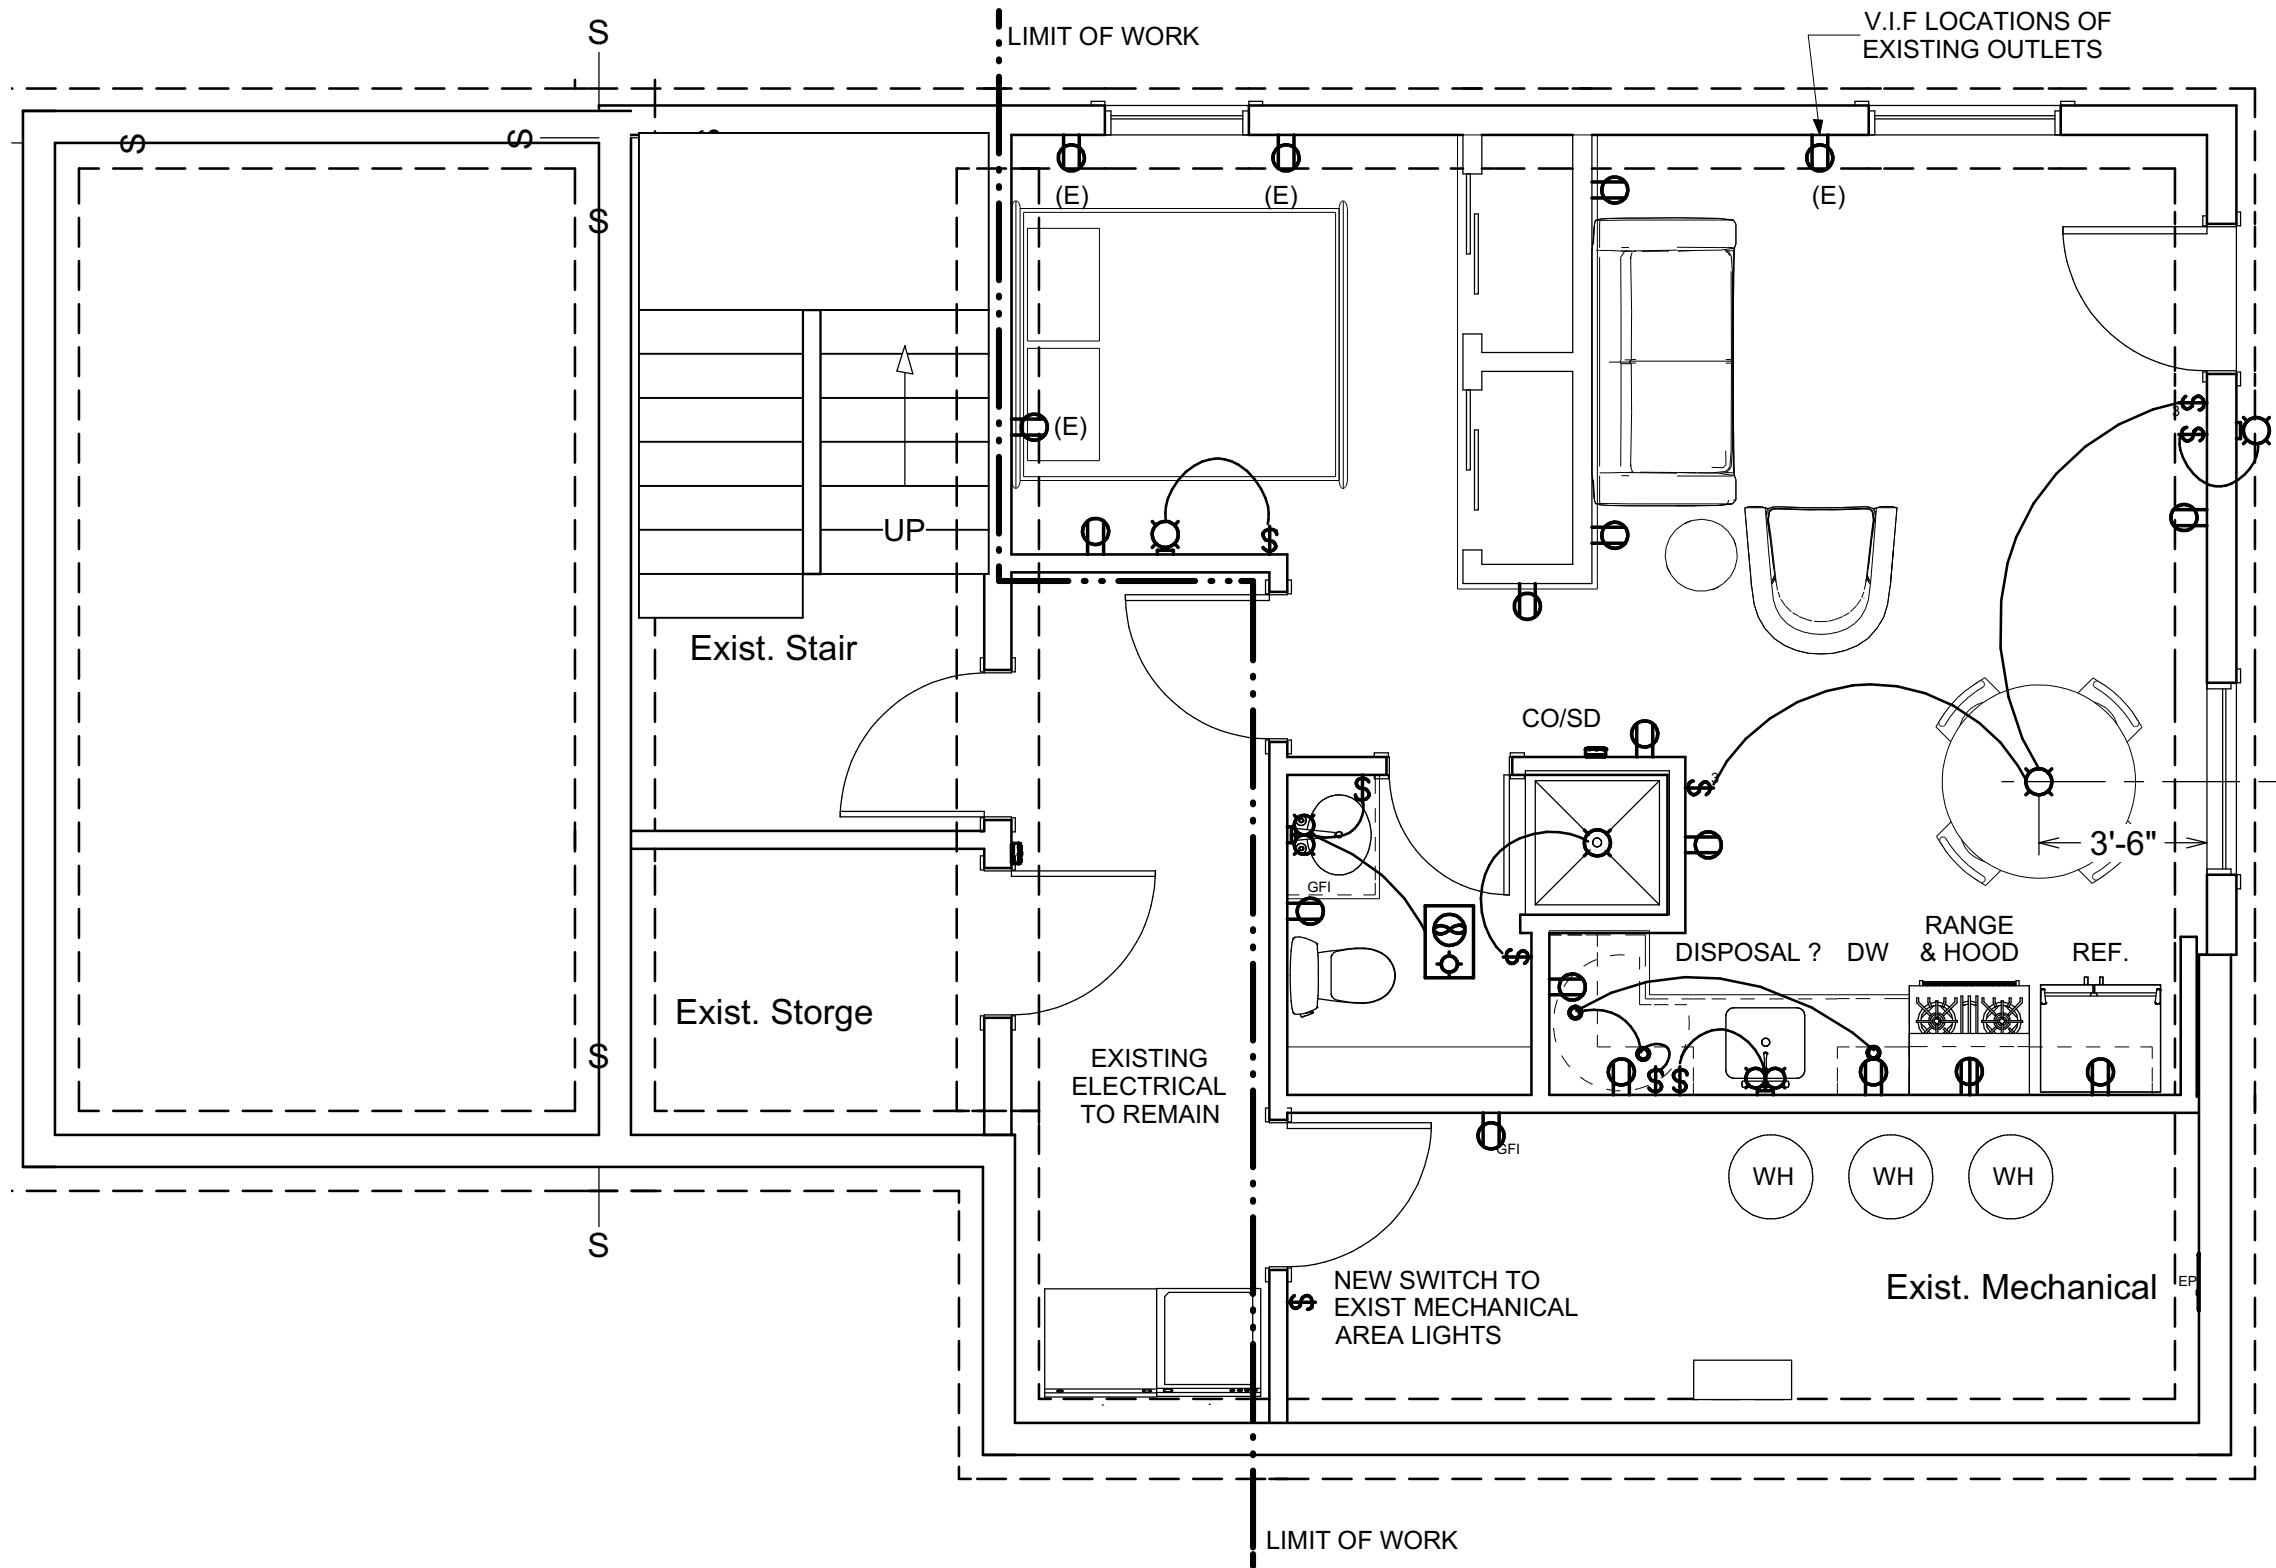 S
LIMIT OF WORK
V.I.F LOCATIONS OF
EXISTING OUTLETS
S
S
S
(E)
(E)
(E)
S
(E)
3
UP
Exist. Stair
CO/SD
3
3'-6"
GFI
RANGE
& HOOD
DISPOSAL ?
DW
REF.
Exist. Storge
S
EXISTING
ELECTRICAL
TO REMAIN
GFI
WH
WH
WH
S
NEW SWITCH TO
EXIST MECHANICAL
AREA LIGHTS
Exist. Mechanical
EP
LIMIT OF WORK